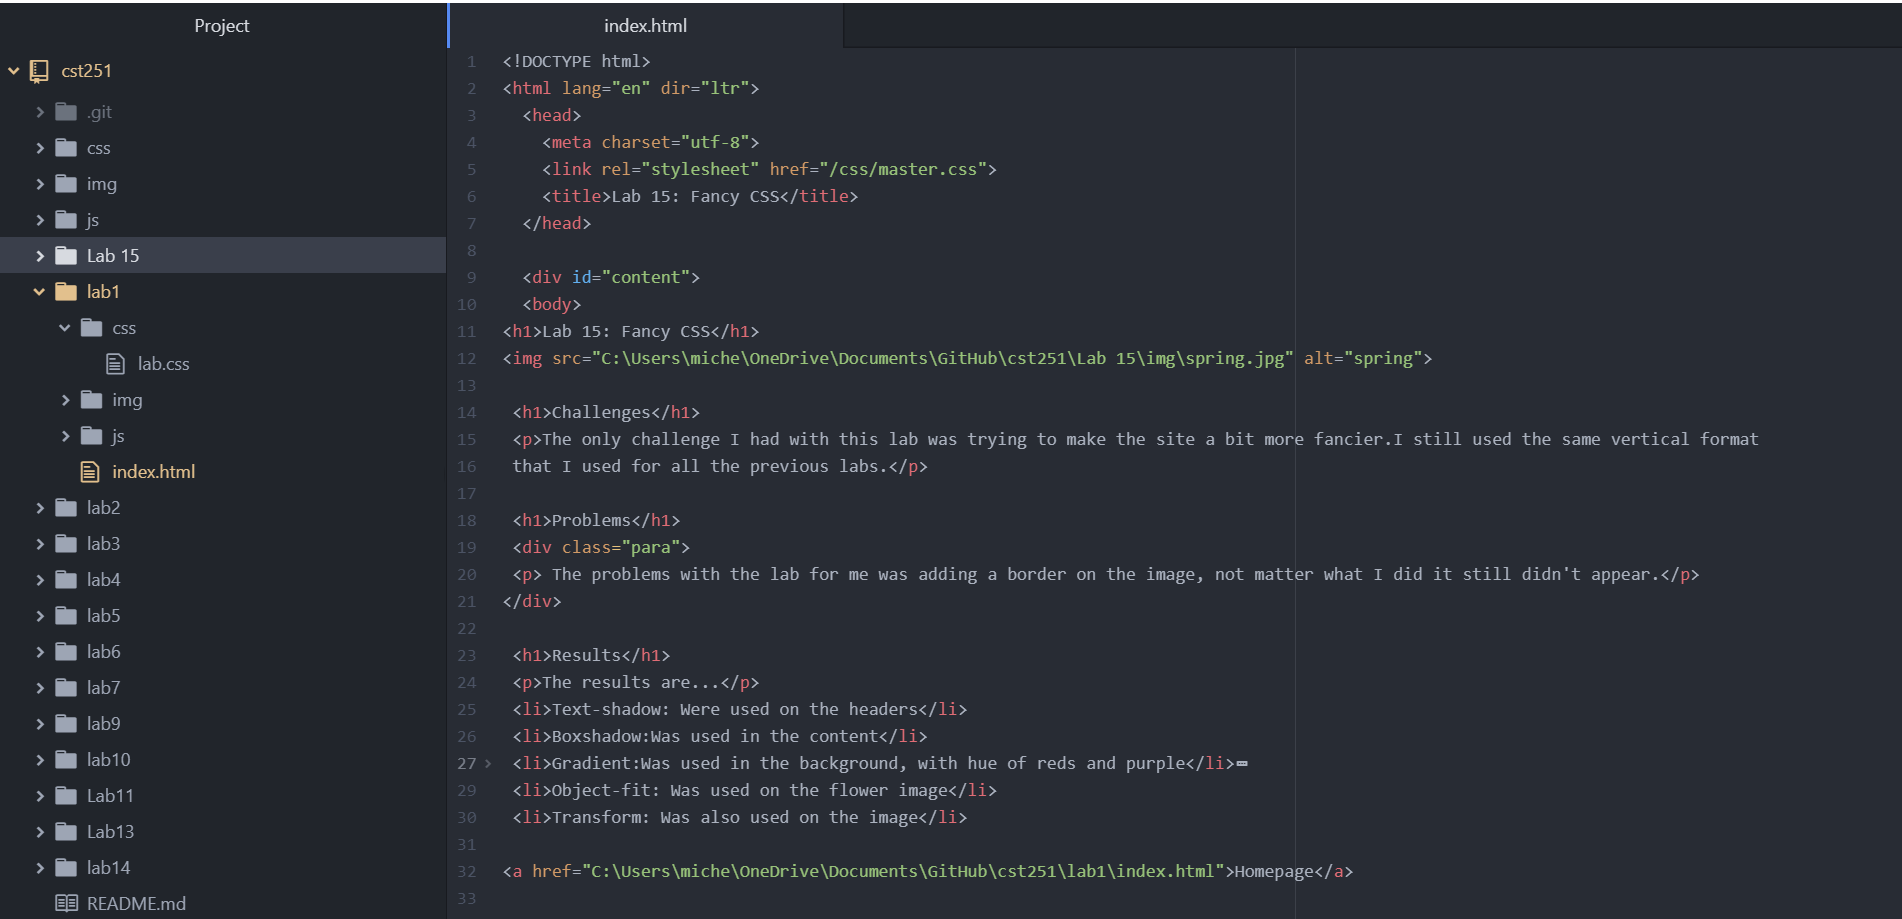 Project
cst251
.git
css
img
js
Lab 15
lab1
css
lab.css
img
js
index.html
lab2
lab3
lab4
lab5
lab6
lab7
lab9
lab10
Lab11
Lab13
lab14
README.md
index.html
1 <!DOCTYPE html>
2 <html lang="en" dir="ltr">
3 <head>
4 <meta charset="utf-8">
5 <link rel="stylesheet" href="/css/master.css">
6 <title>Lab 15: Fancy CSS</title>
7 </head>
8
9 <div id="content">
10 <body>
11 <h1>Lab 15: Fancy CSS</h1>
12 <img src="C:\Users\miche\OneDrive\Documents\GitHub\cst251\Lab 15\img\spring.jpg" alt="spring">
13
14 <h1>Challenges</h1>
15 <p>The only challenge I had with this lab was trying to make the site a bit more fancier.I still used the same vertical format
16 that I used for all the previous labs.</p>
17
18 <h1>Problems</h1>
19 <div class="para">
20 <p> The problems with the lab for me was adding a border on the image, not matter what I did it still didn't appear.</p>
21 </div>
22
23 <h1>Results</h1>
24 <p>The results are...</p>
25 <li>Text-shadow: Were used on the headers</li>
26 <li>Boxshadow:Was used in the content</li>
27 <li>Gradient:Was used in the background, with hue of reds and purple</li>
29 <li>Object-fit: Was used on the flower image</li>
30 <li>Transform: Was also used on the image</li>
31
32 <a href="C:\Users\miche\OneDrive\Documents\GitHub\cst251\lab1\index.html">Homepage</a>
33